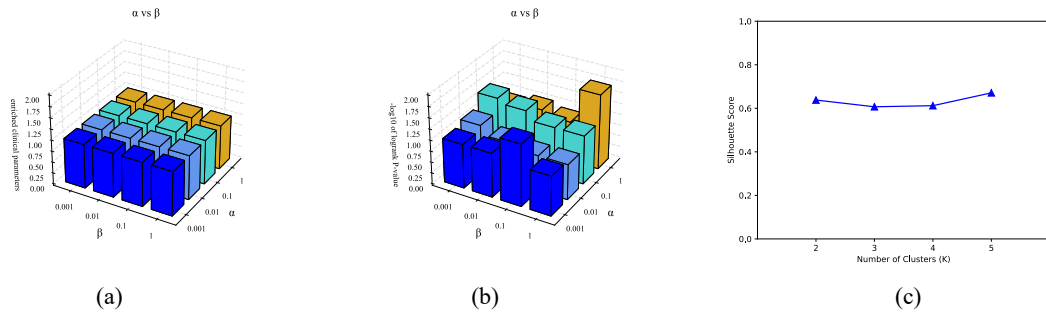 α vs β
enriched clinical parameters
2.00
1.75
1.50
1.25
1.00
0.75
0.50
0.25
0.00
0.001
0.01
0.1
1
β
0.001
0.01
0.1
1
α
(a)
α vs β
-log10 of logrank P-value
2.00
1.75
1.50
1.25
1.00
0.75
0.50
0.25
0.00
0.001
0.01
0.1
1
β
0.001
0.01
0.1
1
α
(b)
Silhouette Score
1.0
0.8
0.6
0.4
0.2
0.0
2 3 4 5
Number of Clusters (K)
(c)